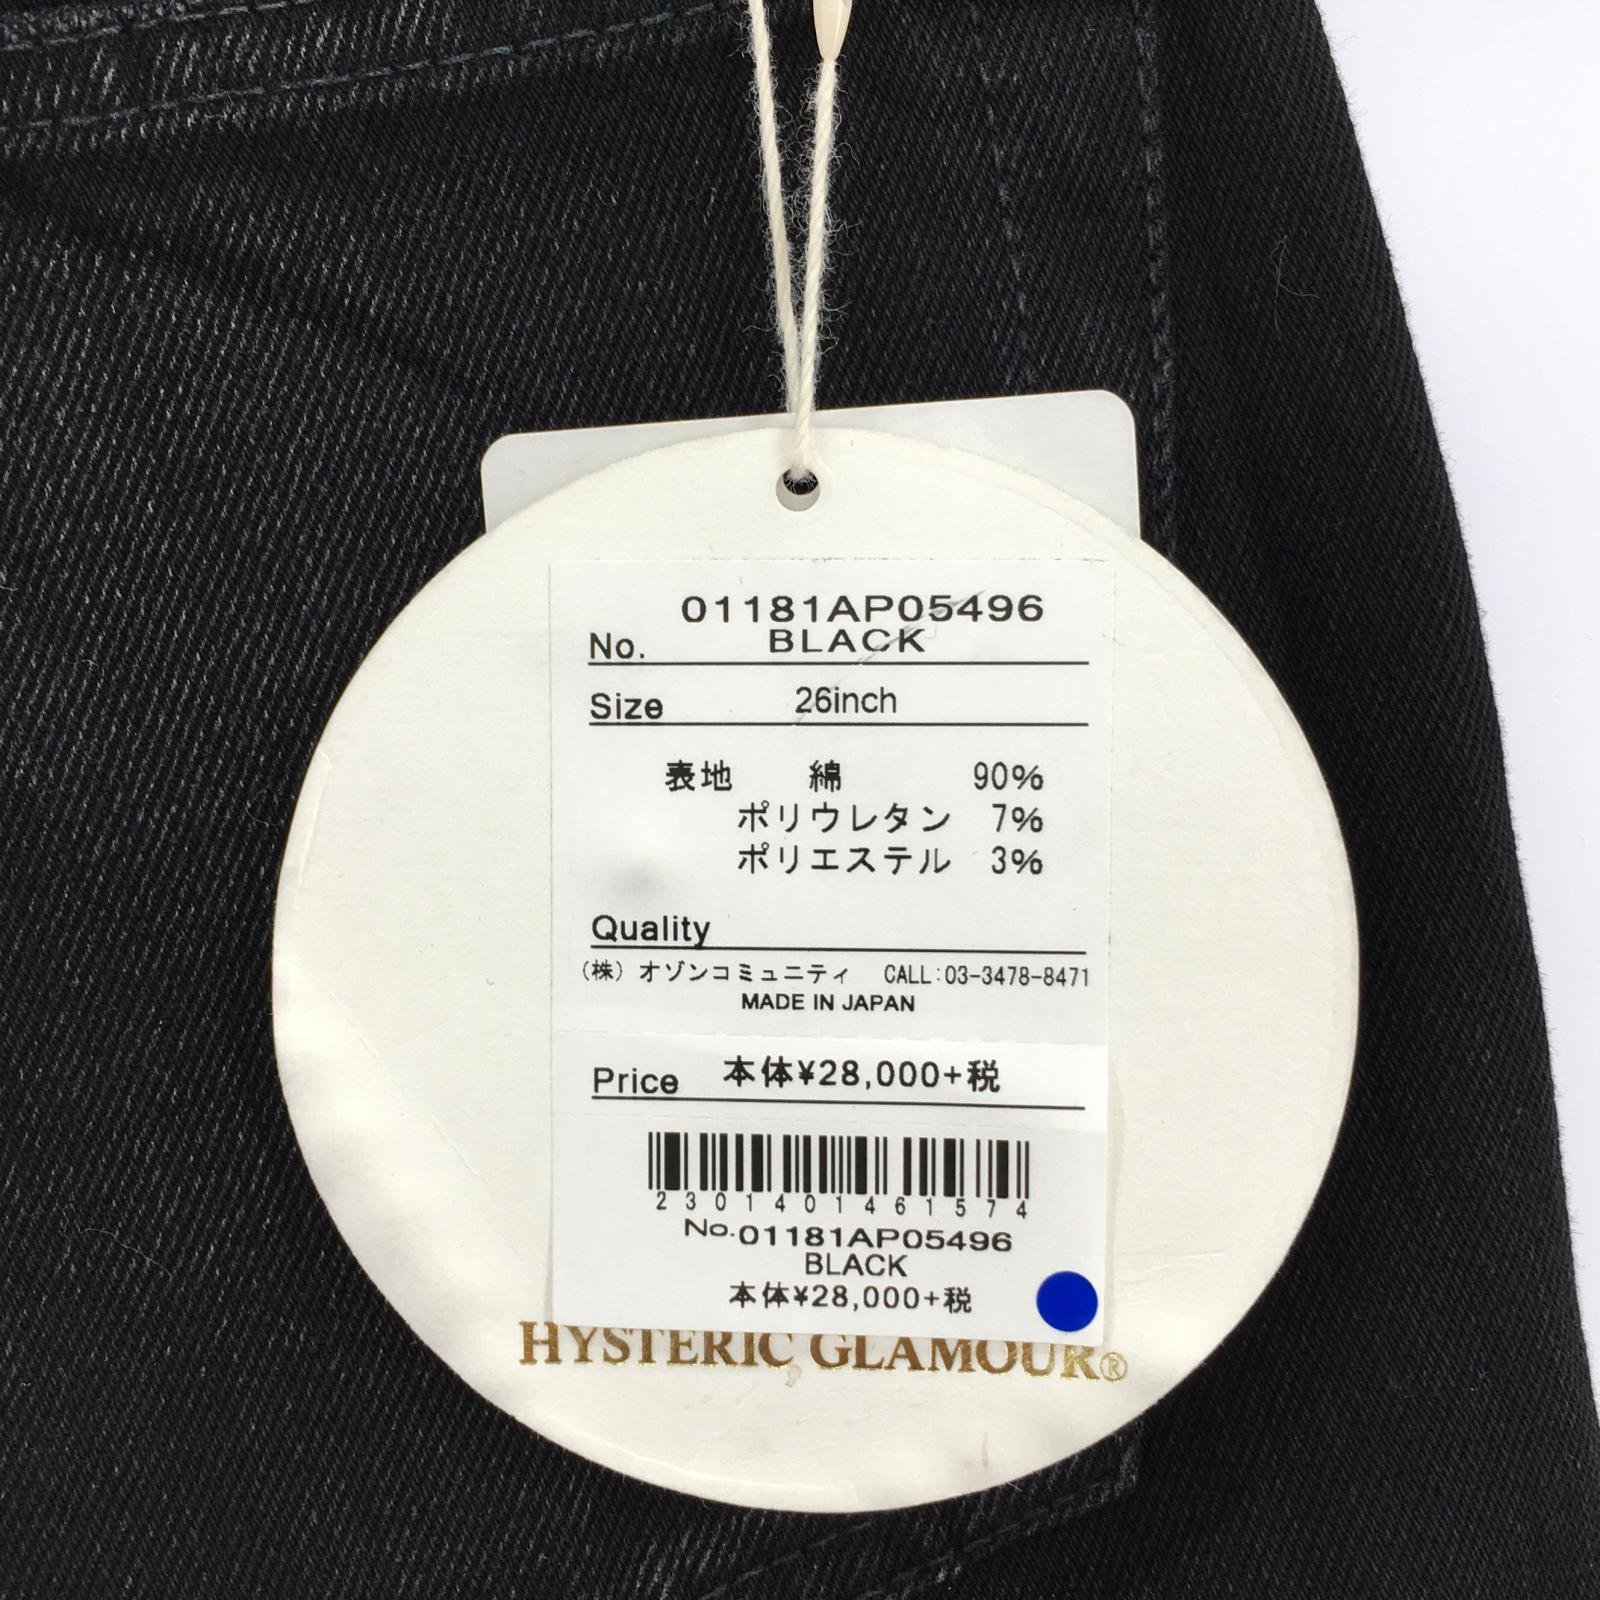 01181AP05496
No. BLACK
Size 26inch
表地 綿 90%
ポリウレタン 7%
ポリエステル 3%
Quality
(株) オゾンコミュニティ CALL:03-3478-8471
MADE IN JAPAN
Price 本体¥28,000+税
2301401461574
No.01181AP05496
BLACK
本体¥28,000+税
HYSTERIC GLAMOUR®